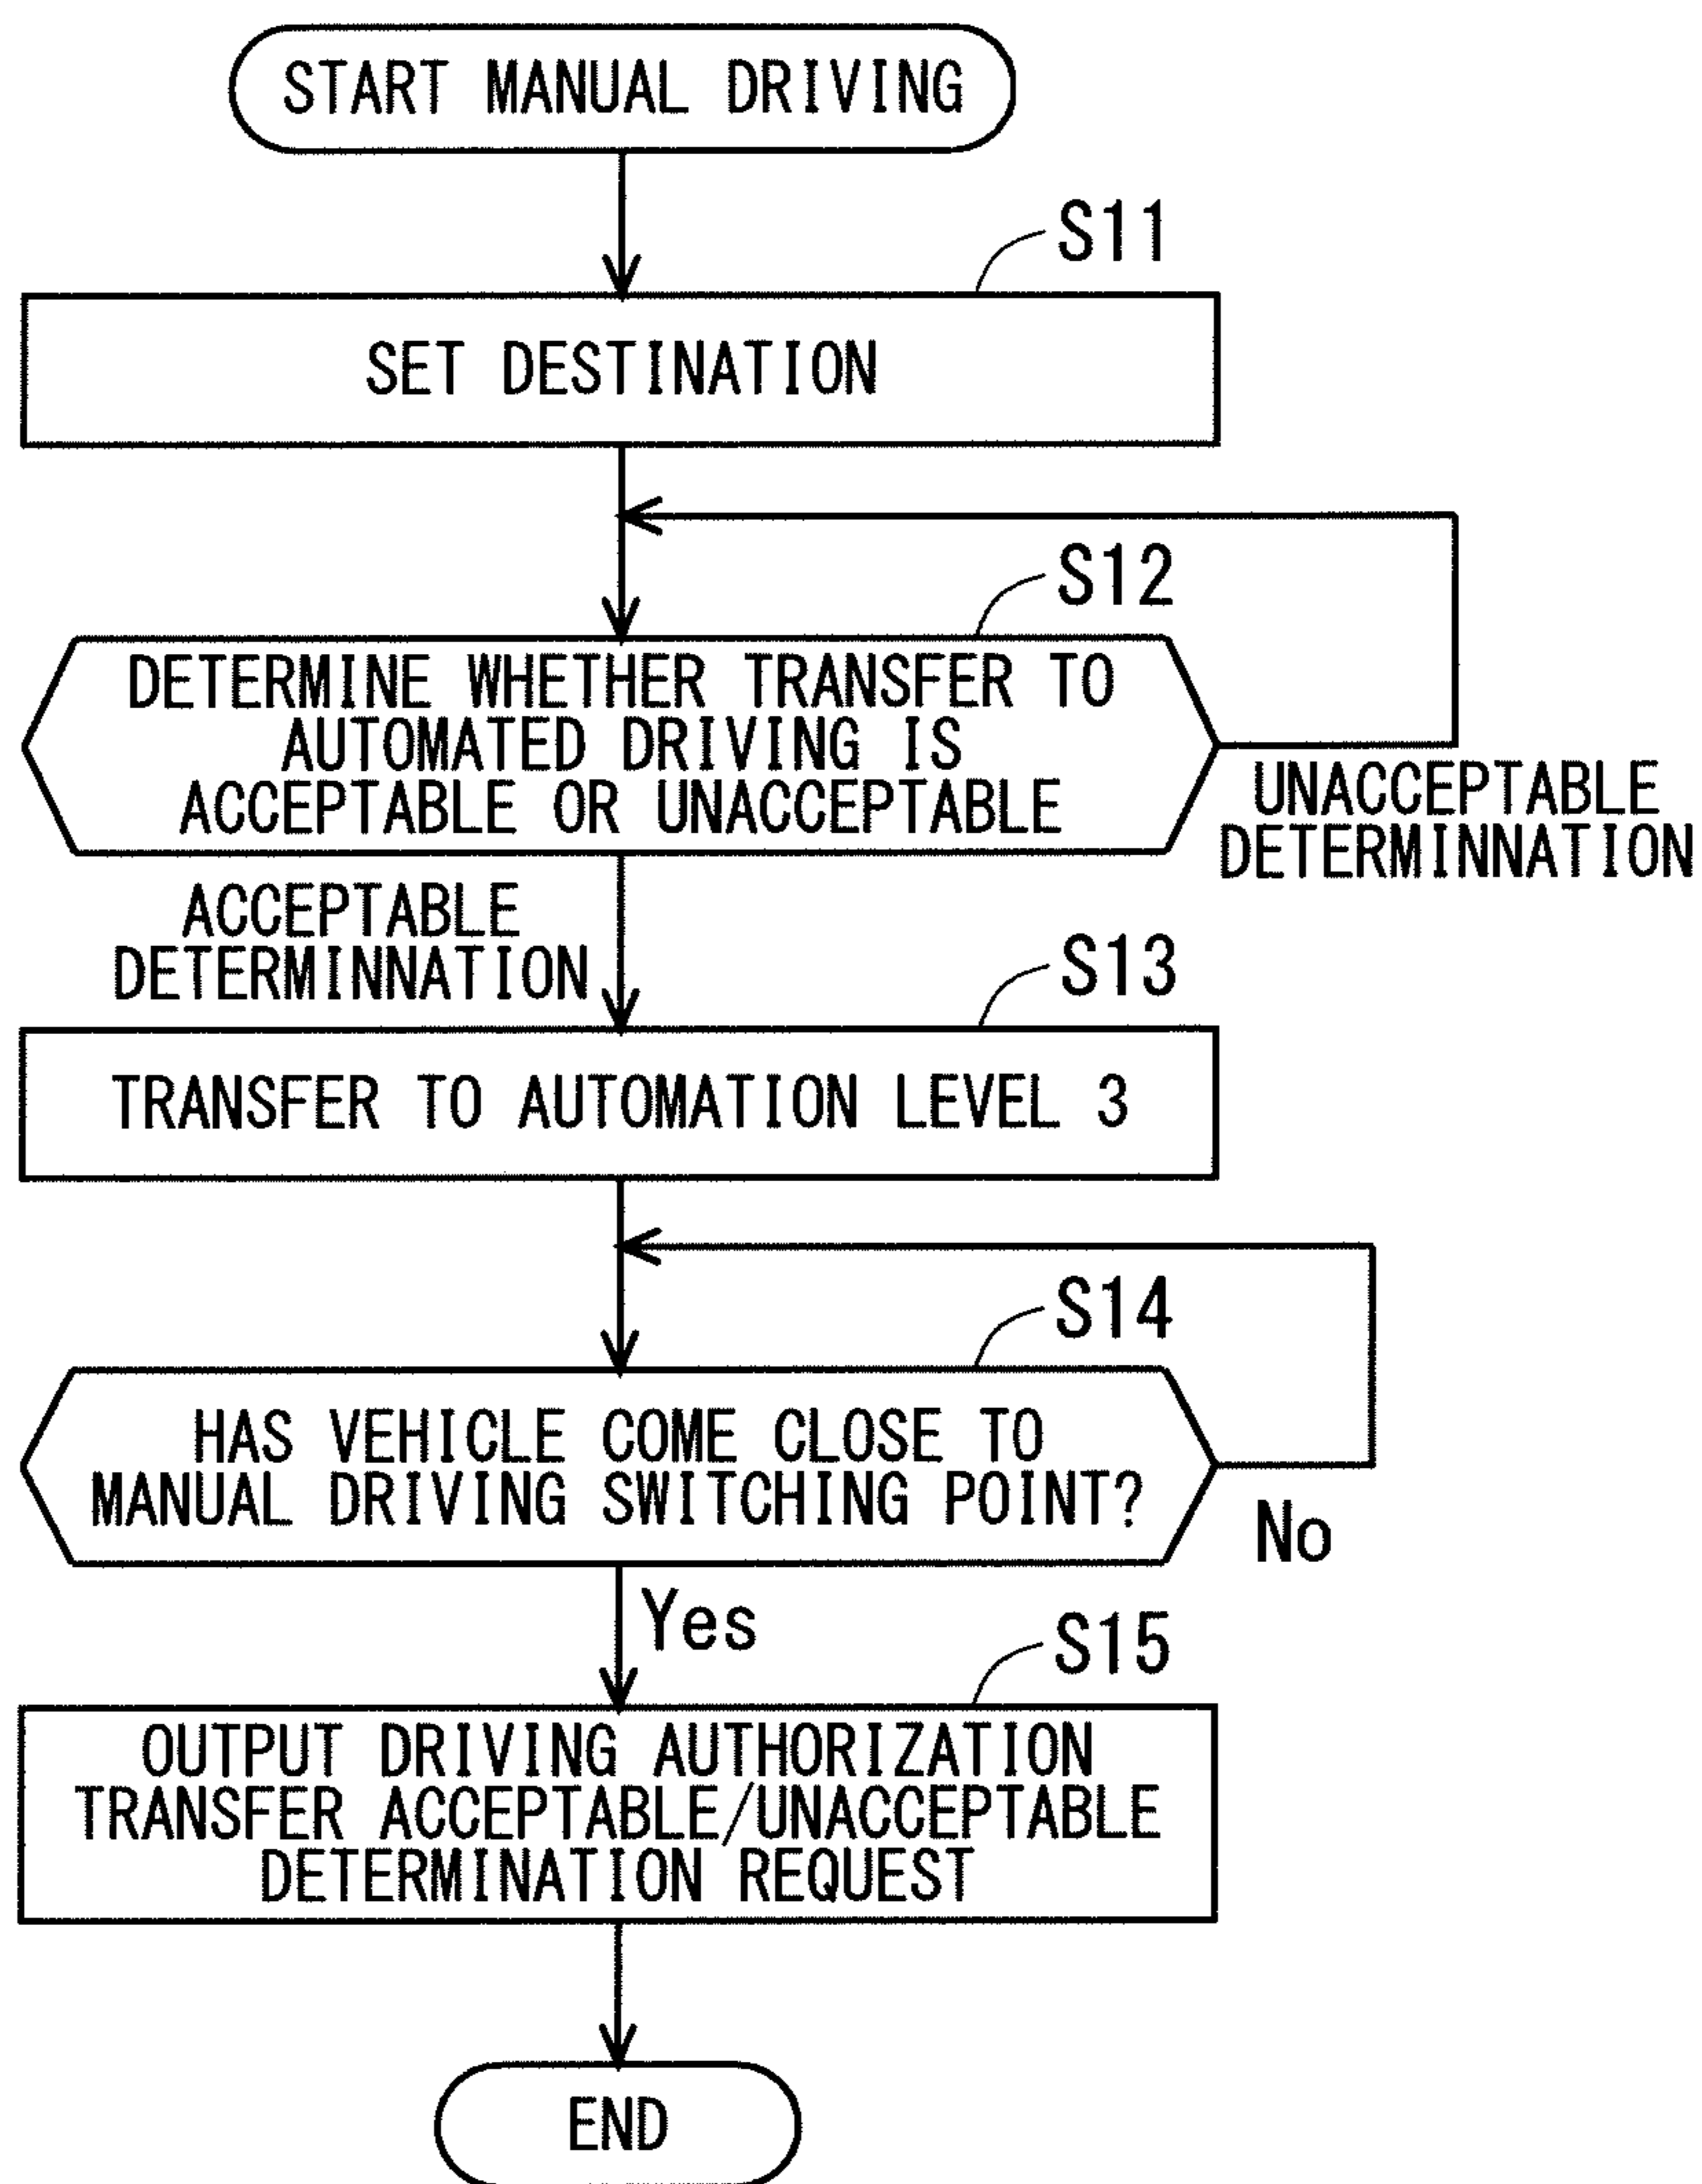 START MANUAL DRIVING
S11
SET DESTINATION
S12
DETERMINE WHETHER TRANSFER TO
AUTOMATED DRIVING IS
ACCEPTABLE OR UNACCEPTABLE
UNACCEPTABLE
DETERMINNATION
ACCEPTABLE
DETERMINNATION
S13
TRANSFER TO AUTOMATION LEVEL 3
S14
HAS VEHICLE COME CLOSE TO
MANUAL DRIVING SWITCHING POINT?
No
Yes
S15
OUTPUT DRIVING AUTHORIZATION
TRANSFER ACCEPTABLE/UNACCEPTABLE
DETERMINATION REQUEST
END